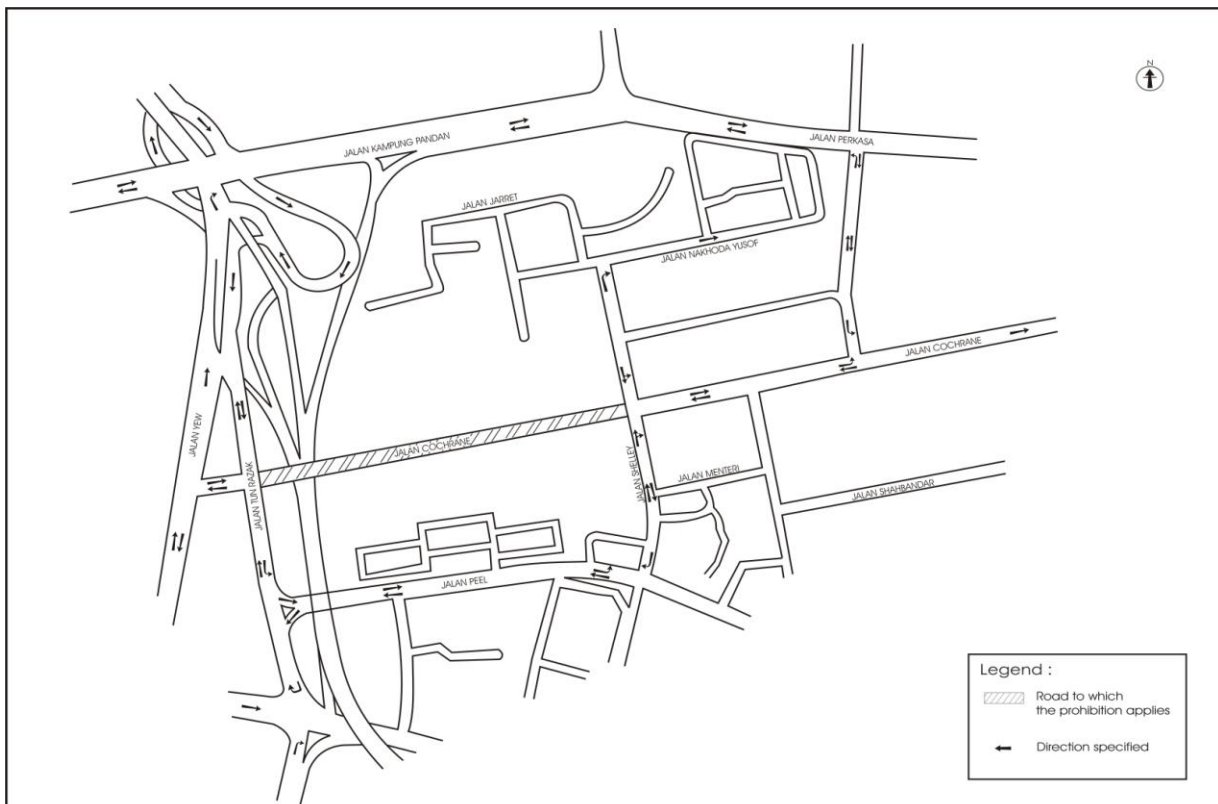 N
JALAN KAMPUNG PANDAN
JALAN PERKASA
JALAN JARRET
JALAN NAKHODA YUSOF
JALAN COCHRANE
JALAN YEW
JALAN TUN RAZAK
JALAN COCHRANE
JALAN SHELLEY
JALAN MENTERI
JALAN SHAHBANDAR
JALAN PEEL
Legend :
Road to which
the prohibition applies
Direction specified